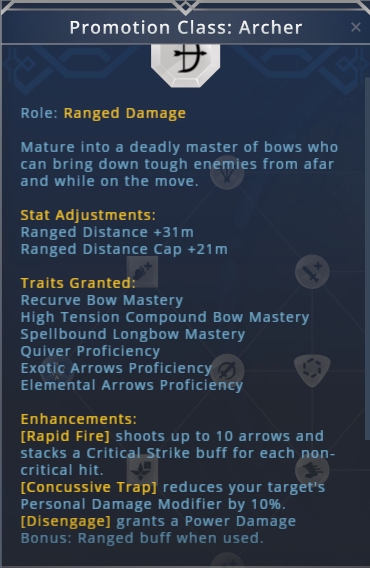 Promotion Class: Archer
Role: Ranged Damage
Mature into a deadly master of bows who
can bring down tough enemies from afar
and while on the move.
Stat Adjustments:
Ranged Distance +31m
Ranged Distance Cap +21m
Traits Granted:
Recurve Bow Mastery
High Tension Compound Bow Mastery
Spellbound Longbow Mastery
Quiver Proficiency
Exotic Arrows Proficiency
Elemental Arrows Proficiency
Enhancements:
[Rapid Fire] shoots up to 10 arrows and
stacks a Critical Strike buff for each non-
critical hit.
[Concussive Trap] reduces your target's
Personal Damage Modifier by 10%.
[Disengage] grants a Power Damage
Bonus: Ranged buff when used.